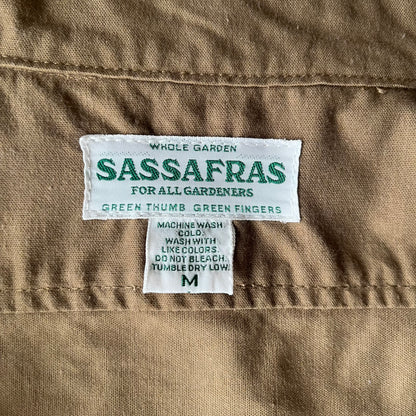 WHOLE GARDEN
SASSAFRAS
FOR ALL GARDENERS
GREEN THUMB GREEN FINGERS
MACHINE WASH
COLD.
WASH WITH
LIKE COLORS.
DO NOT BLEACH.
TUMBLE DRY LOW.
M